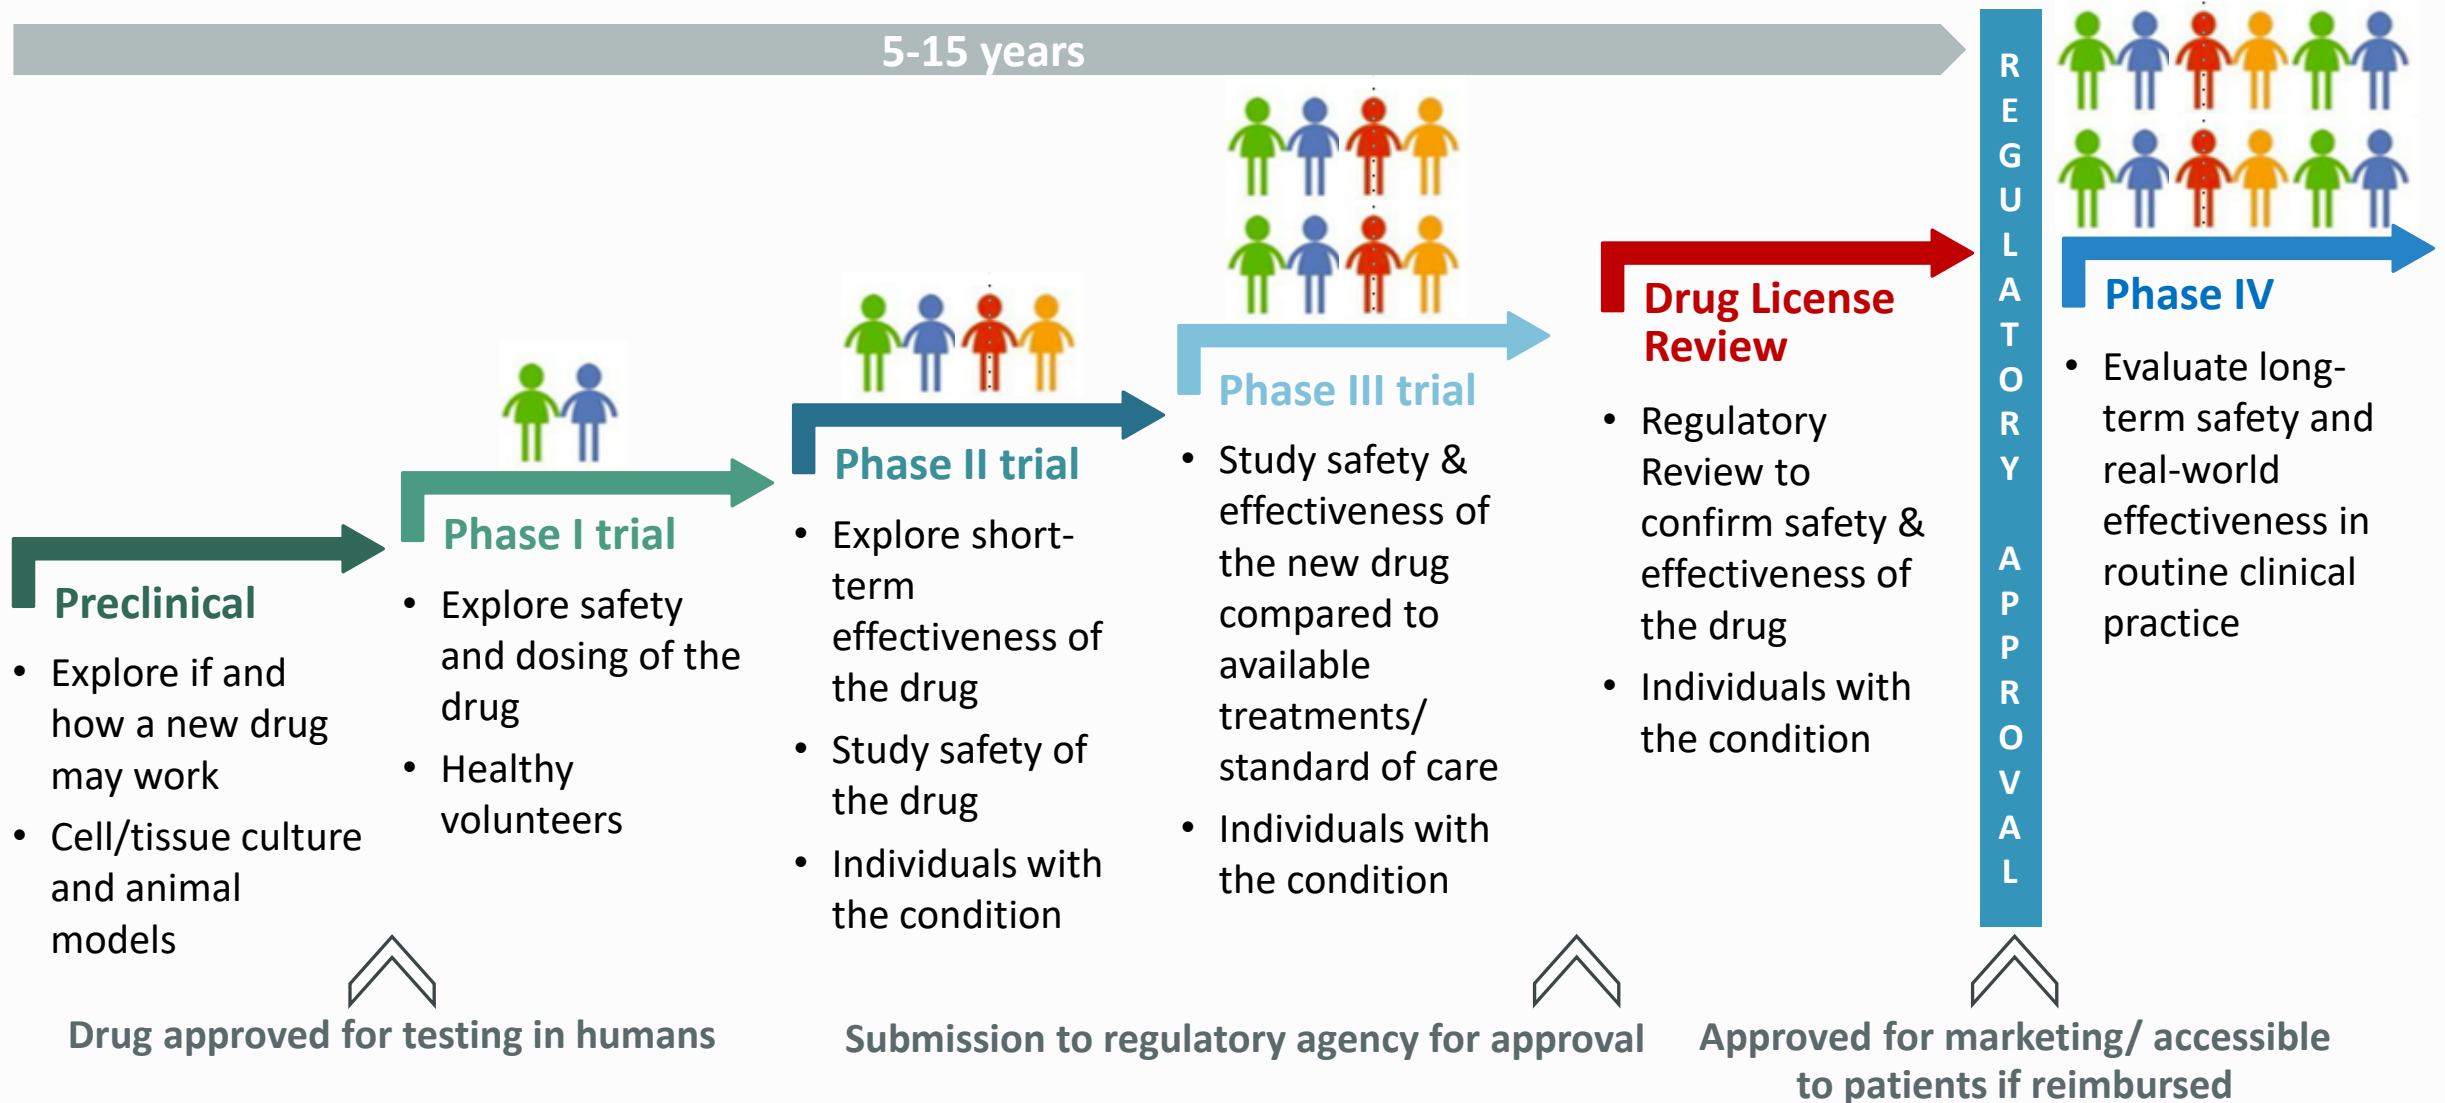 5-15 years
Preclinical
• Explore if and
how a new drug
may work
• Cell/tissue culture
and animal
models
Phase I trial
• Explore safety
and dosing of the
drug
• Healthy
volunteers
Phase II trial
• Explore short-
term
effectiveness of
the drug
• Study safety of
the drug
• Individuals with
the condition
Phase III trial
• Study safety &
effectiveness of
the new drug
compared to
available
treatments/
standard of care
• Individuals with
the condition
Drug License
Review
• Regulatory
Review to
confirm safety &
effectiveness of
the drug
• Individuals with
the condition
REGULATORY APPROVAL
Phase IV
• Evaluate long-
term safety and
real-world
effectiveness in
routine clinical
practice
Drug approved for testing in humans
Submission to regulatory agency for approval
Approved for marketing/ accessible
to patients if reimbursed